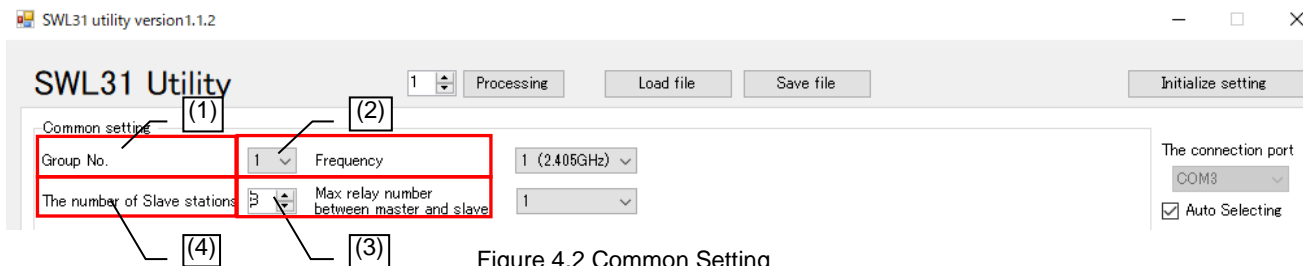 SWL31 utility version1.1.2
SWL31 Utility
1 Processing Load file Save file Initialize setting
(1) (2)
Common setting
Group No. 1 Frequency 1 (2.405GHz) The connection port
COM3
The number of Slave stations Max relay number
between master and slave 1 Auto Selecting
(4) (3)
Figure 4.2 Common Setting